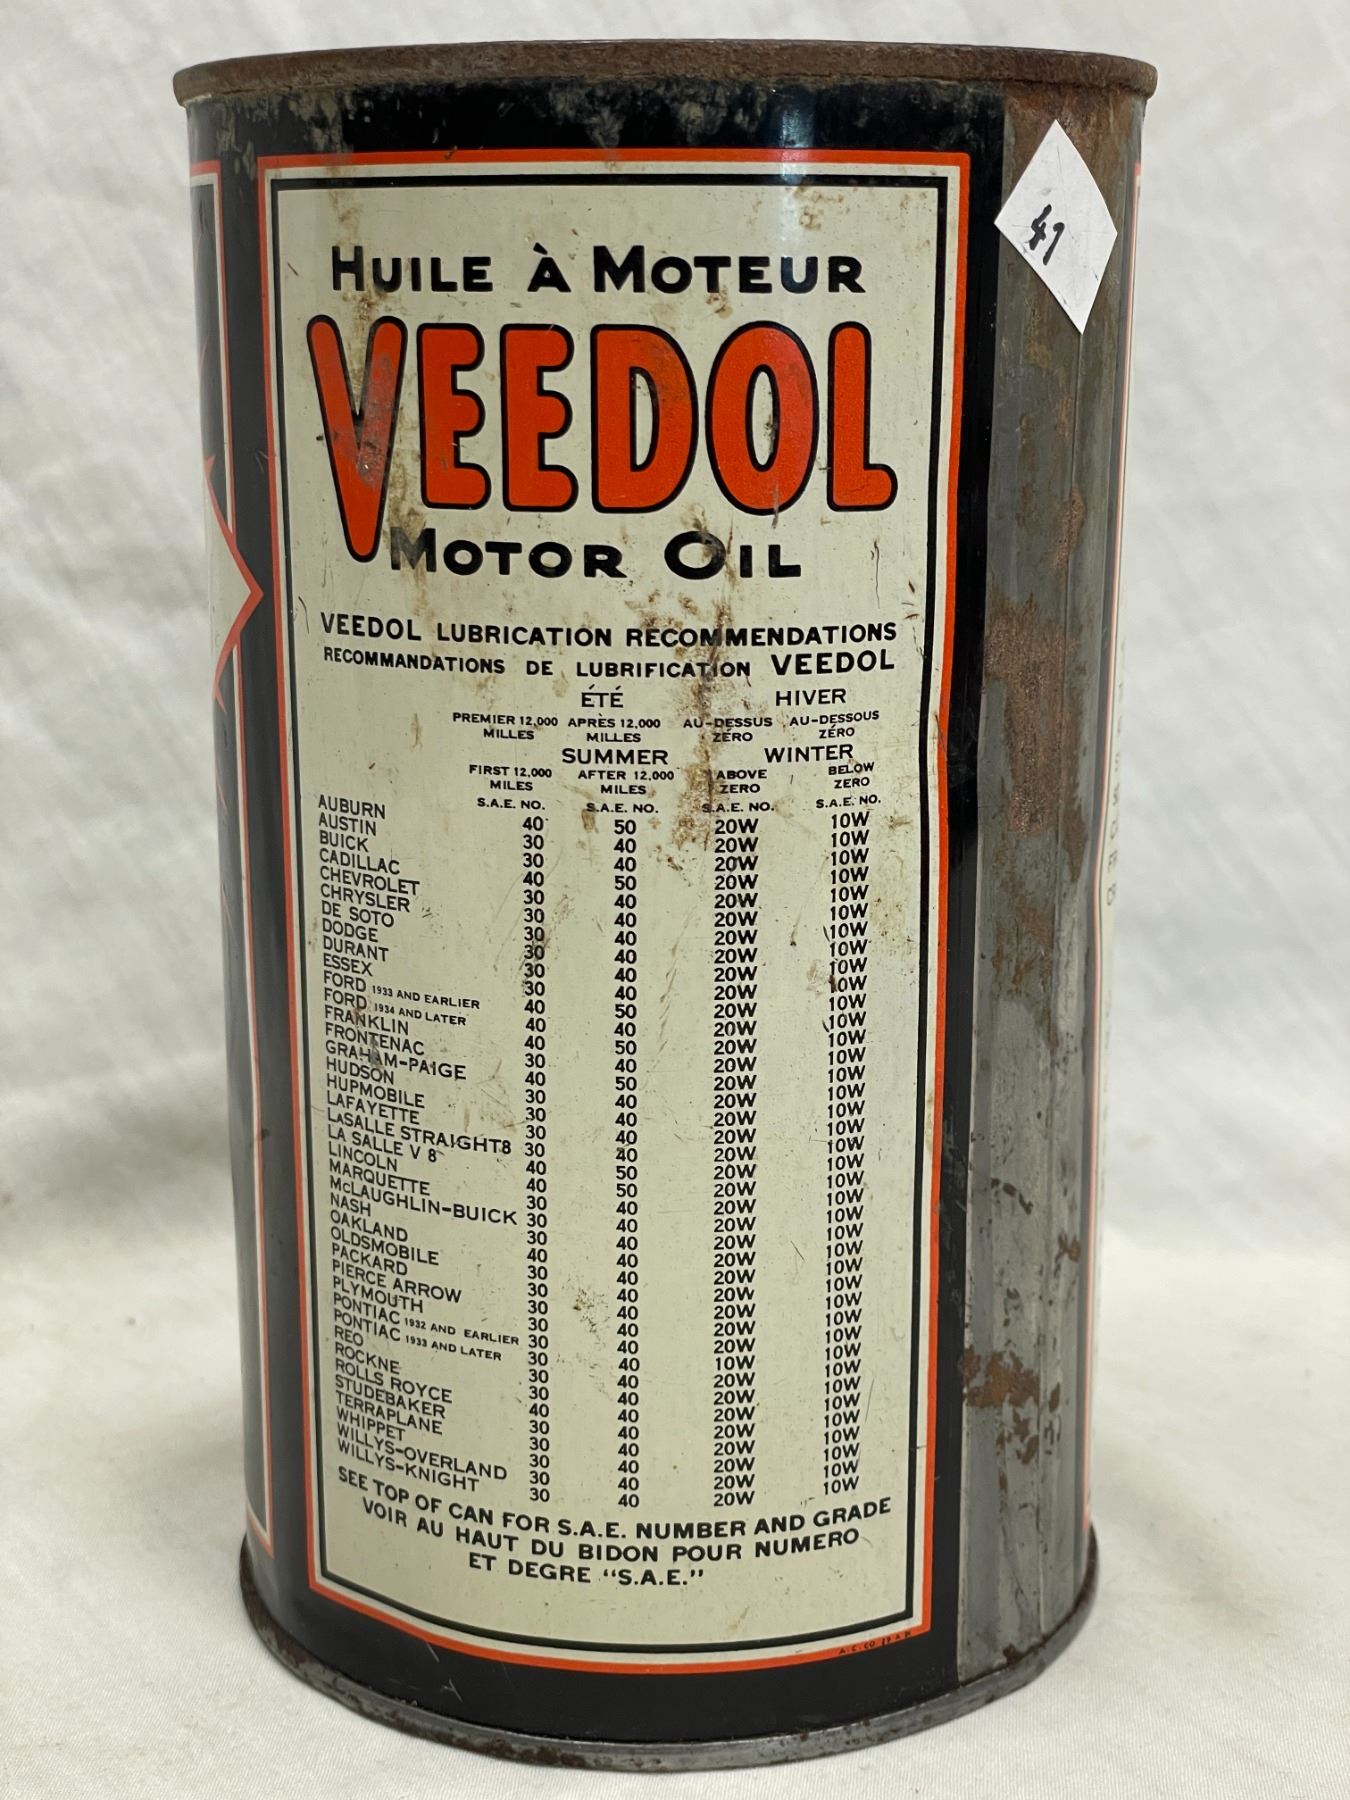 HUILE À MOTEUR
VEEDOL
MOTOR OIL
VEEDOL LUBRICATION RECOMMENDATIONS
RECOMMANDATIONS DE LUBRIFICATION VEEDOL
ÉTÉ HIVER
PREMIER 12,000 APRÈS 12,000 AU-DESSUS AU-DESSOUS
MILLES MILLES ZÉRO ZÉRO
SUMMER WINTER
FIRST 12,000 AFTER 12,000 ABOVE BELOW
MILES MILES ZERO ZERO
S.A.E. NO. S.A.E. NO. S.A.E. NO. S.A.E. NO.
AUBURN 40 50 20W 10W
AUSTIN 30 40 20W 10W
BUICK 30 40 20W 10W
CADILLAC 40 50 20W 10W
CHEVROLET 30 40 20W 10W
CHRYSLER 30 40 20W 10W
DE SOTO 30 40 20W 10W
DODGE 30 40 20W 10W
DURANT 30 40 20W 10W
ESSEX 30 40 20W 10W
FORD 1933 AND EARLIER 40 50 20W 10W
FORD 1934 AND LATER 40 40 20W 10W
FRANKLIN 40 50 20W 10W
FRONTENAC 30 40 20W 10W
GRAHAM-PAIGE 40 50 20W 10W
HUDSON 30 40 20W 10W
HUPMOBILE 30 40 20W 10W
LAFAYETTE 30 40 20W 10W
LASALLE STRAIGHT8 30 40 20W 10W
LA SALLE V 8 40 50 20W 10W
LINCOLN 40 50 20W 10W
MARQUETTE 30 40 20W 10W
McLAUGHLIN-BUICK 30 40 20W 10W
NASH 30 40 20W 10W
OAKLAND 40 40 20W 10W
OLDSMOBILE 30 40 20W 10W
PACKARD 30 40 20W 10W
PIERCE ARROW 30 40 20W 10W
PLYMOUTH 30 40 20W 10W
PONTIAC 1932 AND EARLIER 30 40 20W 10W
PONTIAC 1933 AND LATER 30 40 10W 10W
REO 30 40 20W 10W
ROCKNE 30 40 20W 10W
ROLLS ROYCE 40 40 20W 10W
STUDEBAKER 30 40 20W 10W
TERRAPLANE 30 40 20W 10W
WHIPPET 30 40 20W 10W
WILLYS-OVERLAND 30 40 20W 10W
WILLYS-KNIGHT 30 40 20W 10W
SEE TOP OF CAN FOR S.A.E. NUMBER AND GRADE
VOIR AU HAUT DU BIDON POUR NUMERO
ET DEGRE "S.A.E."
A. C. CO
47